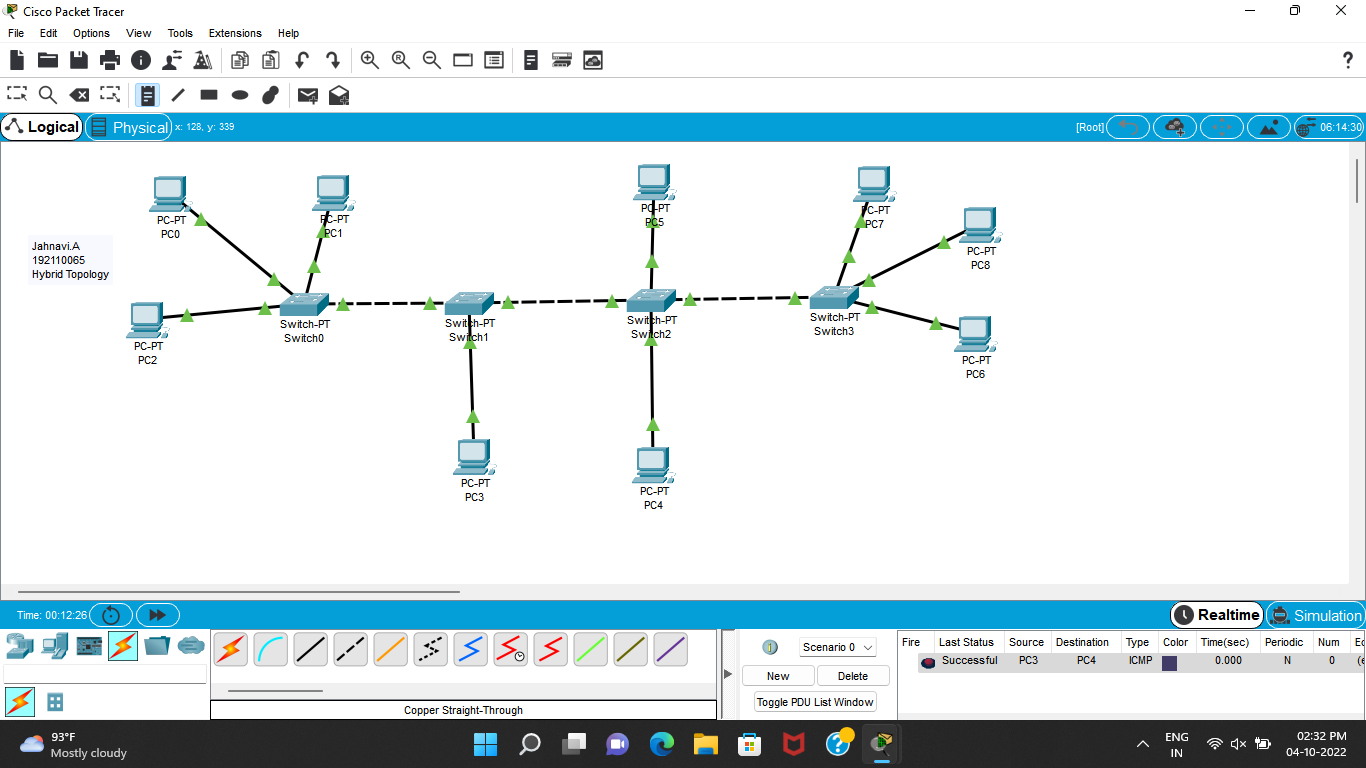 Cisco Packet Tracer
File Edit Options View Tools Extensions Help
?
Logical Physical x: 128, y: 339 [Root] 06:14:30
PC-PT
PC0
PC-PT
PC1
PC-PT
PC5
PC-PT
PC7
PC-PT
PC8
Jahnavi.A
192110065
Hybrid Topology
PC-PT
PC2
Switch-PT
Switch0
Switch-PT
Switch1
Switch-PT
Switch2
Switch-PT
Switch3
PC-PT
PC6
PC-PT
PC3
PC-PT
PC4
Time: 00:12:26 Realtime Simulation
Scenario 0
New Delete
Toggle PDU List Window
Fire Last Status Source Destination Type Color Time(sec) Periodic Num
Successful PC3 PC4 ICMP 0.000 N 0
Copper Straight-Through
93°F
Mostly cloudy
ENG
IN
02:32 PM
04-10-2022